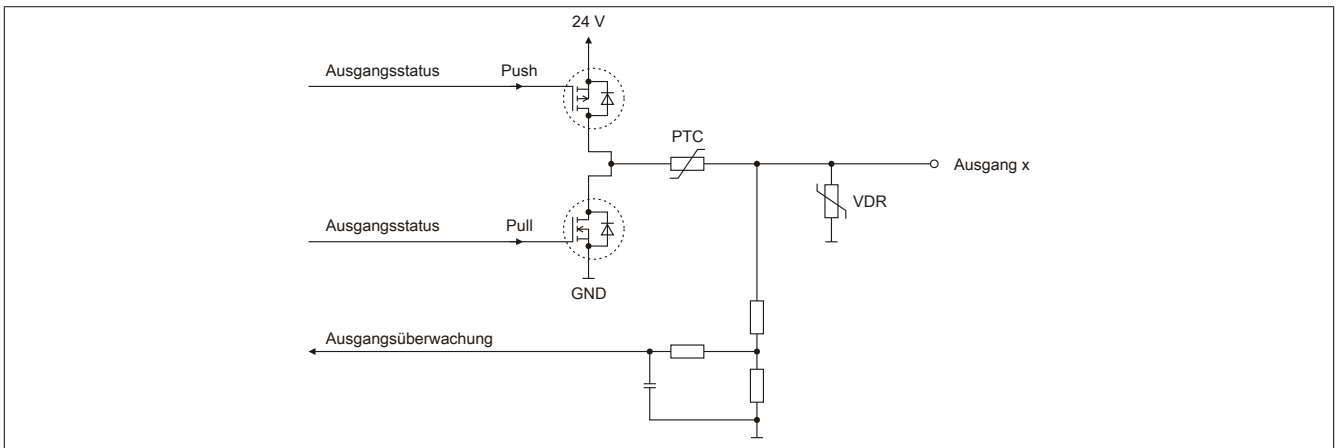 24 V
Ausgangsstatus
Push
PTC
Ausgang x
VDR
Ausgangsstatus
Pull
GND
Ausgangsüberwachung